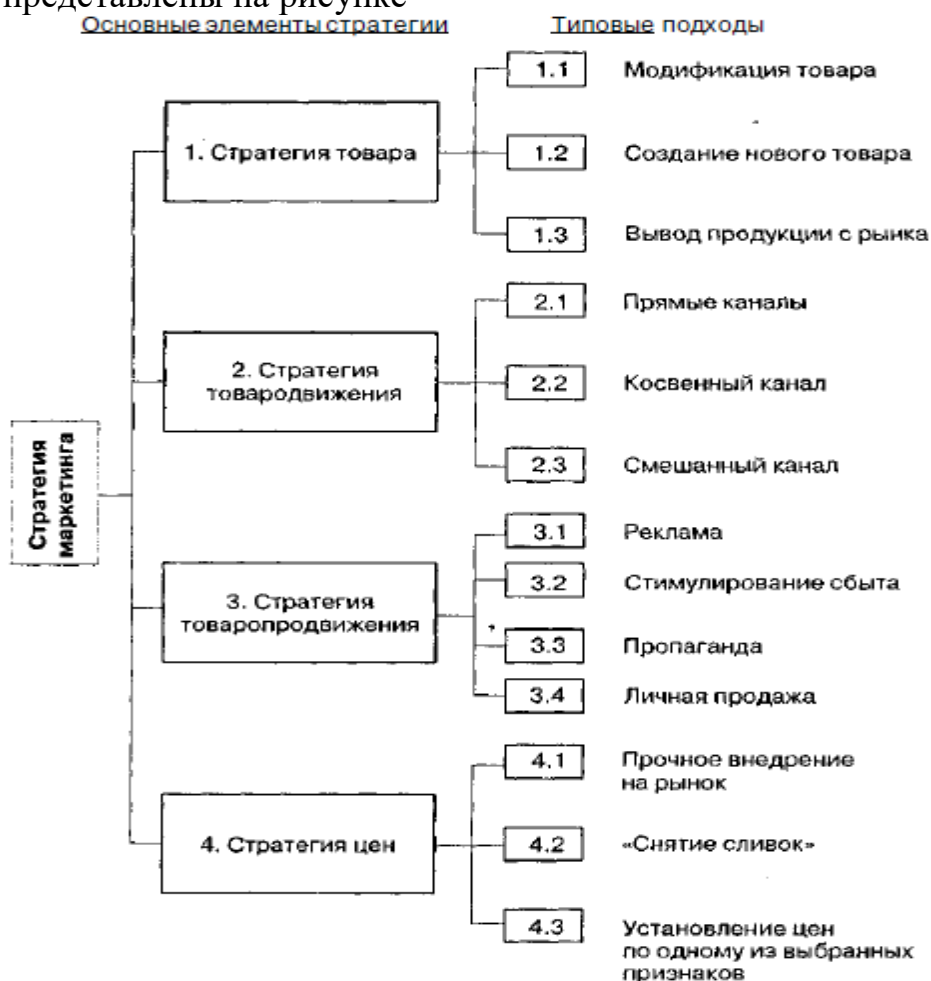 представлены на рисунке
Основные элементы стратегии
Типовые подходы
Стратегия
маркетинга
1. Стратегия товара
1.1 Модификация товара
1.2 Создание нового товара
1.3 Вывод продукции с рынка
2. Стратегия
товародвижения
2.1 Прямые каналы
2.2 Косвенный канал
2.3 Смешанный канал
3. Стратегия
товаропродвижения
3.1 Реклама
3.2 Стимулирование сбыта
3.3 Пропаганда
3.4 Личная продажа
4. Стратегия цен
4.1 Прочное внедрение
на рынок
4.2 «Снятие сливок»
4.3 Установление цен
по одному из выбранных
признаков